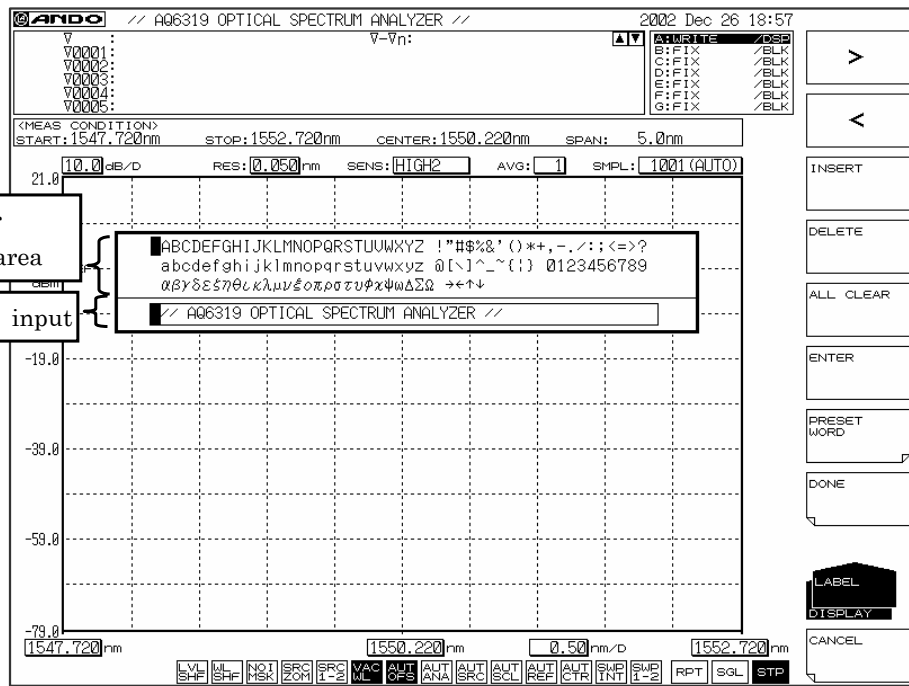 ANDO // AQ6319 OPTICAL SPECTRUM ANALYZER // 2002 Dec 26 18:57
∇ : ∇-∇n: ▲▼
∇0001:
∇0002:
∇0003:
∇0004:
∇0005:
A:WRITE /DSP
B:FIX /BLK
C:FIX /BLK
D:FIX /BLK
E:FIX /BLK
F:FIX /BLK
G:FIX /BLK
<MEAS CONDITION>
START:1547.720nm STOP:1552.720nm CENTER:1550.220nm SPAN: 5.0nm
10.0dB/D RES:0.050nm SENS:HIGH2 AVG: 1 SMPL: 1001(AUTO)
21.0
area
ABCDEFGHIJKLMNOPQRSTUVWXYZ !"#$%&'()*+,-./:;<=>?
abcdefghijklmnopqrstuvwxyz @[\]^_~{¦} 0123456789
αβγδεξηθικλμνξοπρστυφχψωΔΣΩ →←↑↓
dBm
input
// AQ6319 OPTICAL SPECTRUM ANALYZER //
-19.0
-39.0
-59.0
-79.0
1547.720nm 1550.220nm 0.50nm/D 1552.720nm
LVL SHF
WL SHF
NOI MSK
SRC ZOM
SRC 1-2
VAC WL
AUT OFS
AUT ANA
AUT SRC
AUT SCL
AUT REF
AUT CTR
SWP INT
SWP 1-2
RPT
SGL
STP
>
<
INSERT
DELETE
ALL CLEAR
ENTER
PRESET
WORD
DONE
LABEL
DISPLAY
CANCEL